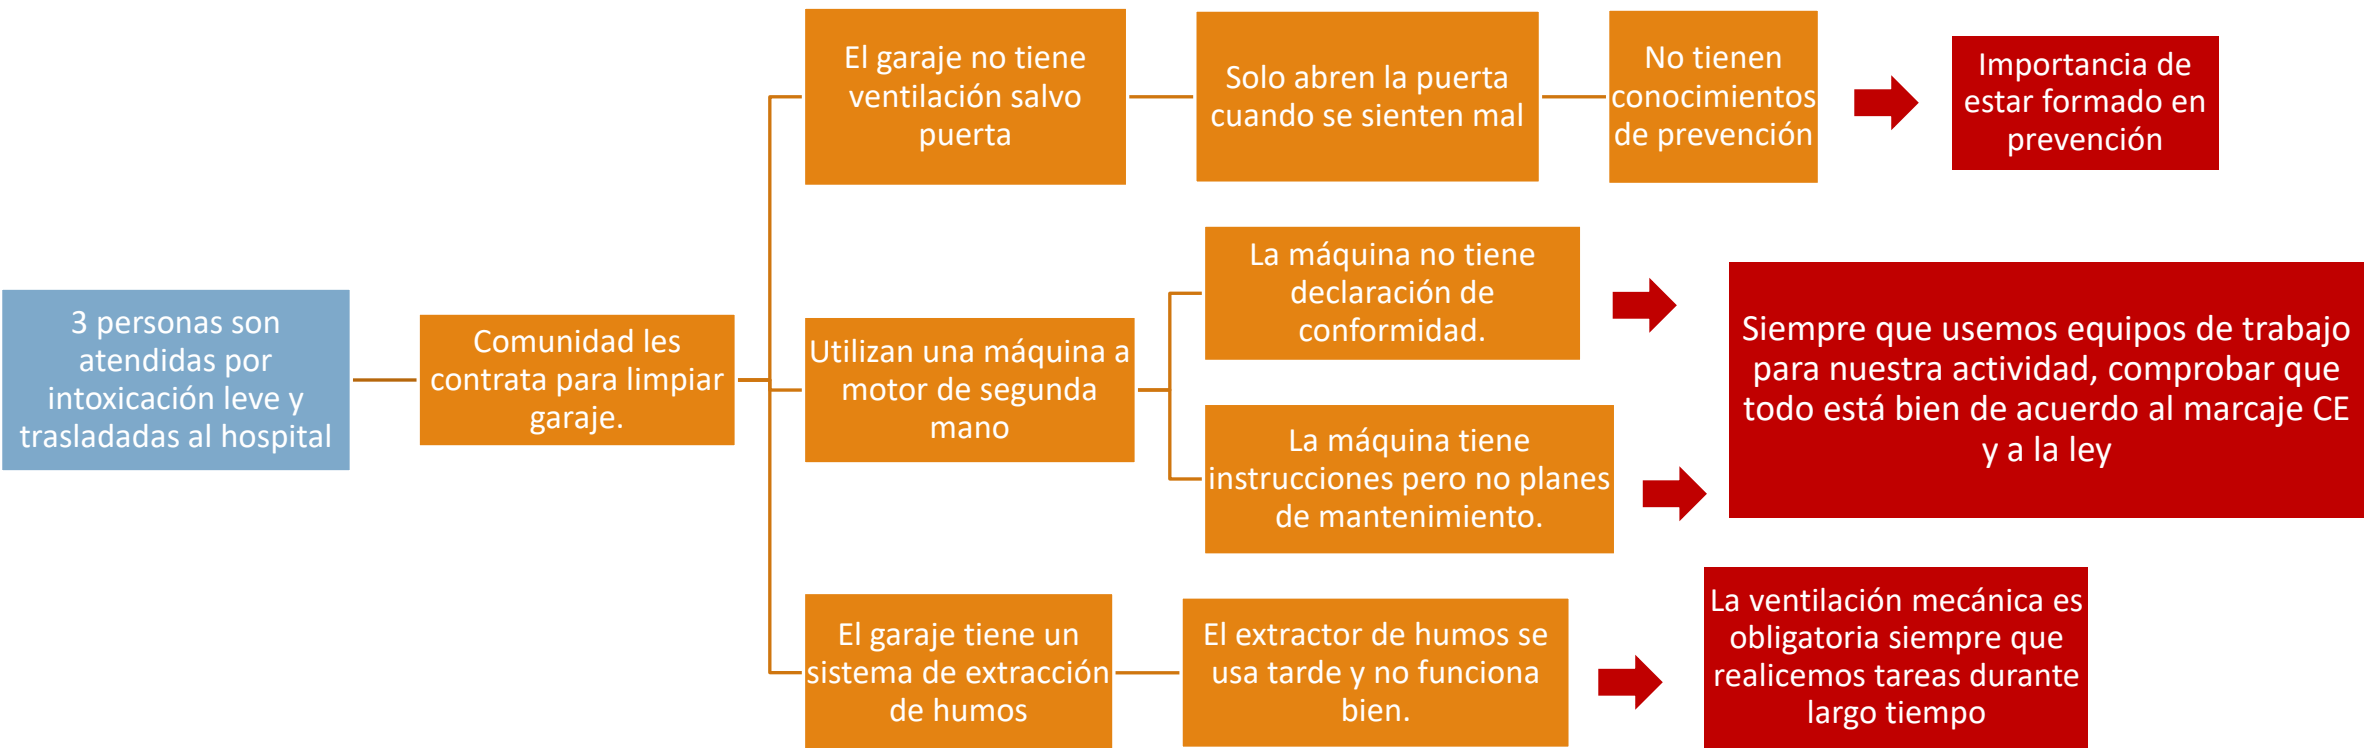 3 personas son
atendidas por
intoxicación leve y
trasladadas al hospital
Comunidad les
contrata para limpiar
garaje.
El garaje no tiene
ventilación salvo
puerta
Solo abren la puerta
cuando se sienten mal
No tienen
conocimientos
de prevención
Importancia de
estar formado en
prevención
Utilizan una máquina a
motor de segunda
mano
La máquina no tiene
declaración de
conformidad.
La máquina tiene
instrucciones pero no planes
de mantenimiento.
Siempre que usemos equipos de trabajo
para nuestra actividad, comprobar que
todo está bien de acuerdo al marcaje CE
y a la ley
El garaje tiene un
sistema de extracción
de humos
El extractor de humos se
usa tarde y no funciona
bien.
La ventilación mecánica es
obligatoria siempre que
realicemos tareas durante
largo tiempo